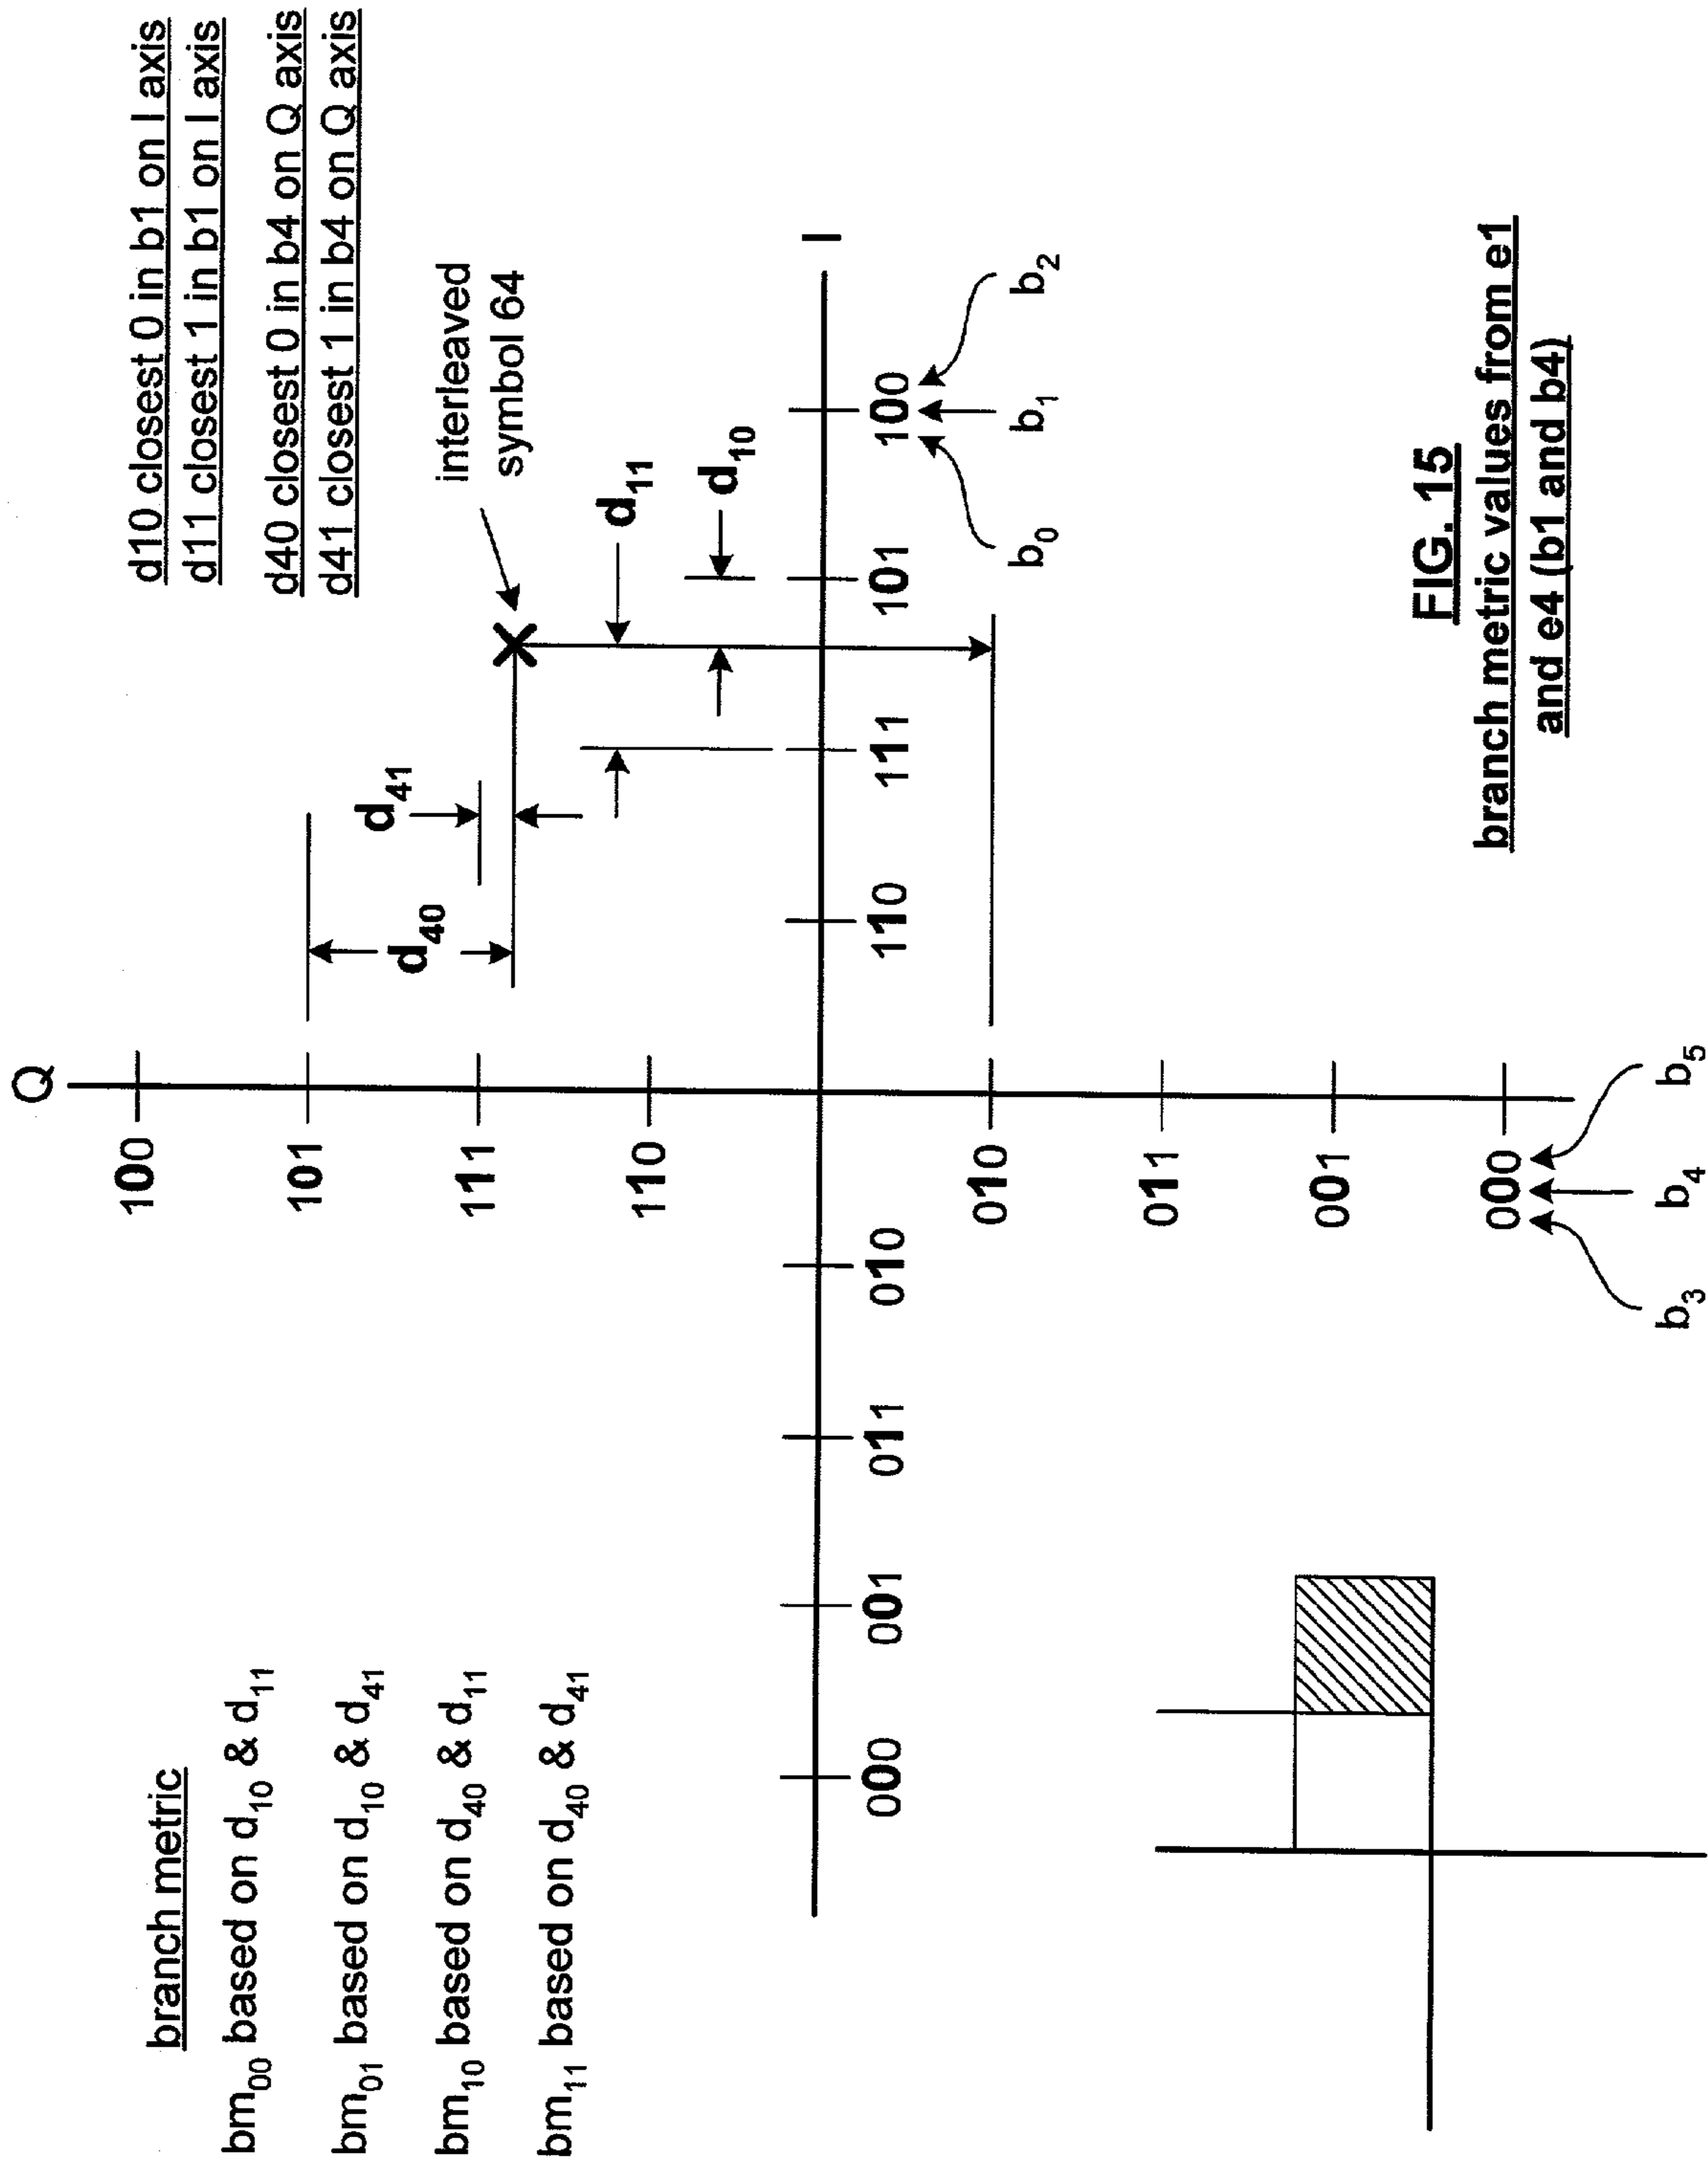 branch metric
bm00 based on d10 & d11
bm01 based on d10 & d41
bm10 based on d40 & d11
bm11 based on d40 & d41
d10 closest 0 in b1 on I axis
d11 closest 1 in b1 on I axis
d40 closest 0 in b4 on Q axis
d41 closest 1 in b4 on Q axis
Q
100
101
111
110
010
011
001
000
b3
b4
b5
d40
d41
interleaved
symbol 64
d11
d10
000
001
011
010
110
111
101
100
I
b0
b1
b2
FIG. 15
branch metric values from e1
and e4 (b1 and b4)